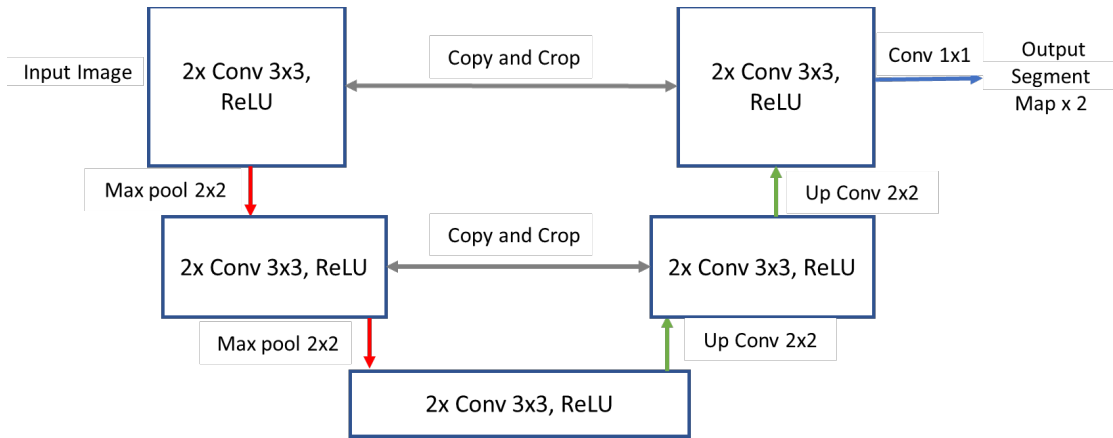 Input Image
2x Conv 3x3,
ReLU
Copy and Crop
2x Conv 3x3,
ReLU
Conv 1x1
Output
Segment
Map x 2
Max pool 2x2
Up Conv 2x2
2x Conv 3x3, ReLU
Copy and Crop
2x Conv 3x3, ReLU
Max pool 2x2
Up Conv 2x2
2x Conv 3x3, ReLU